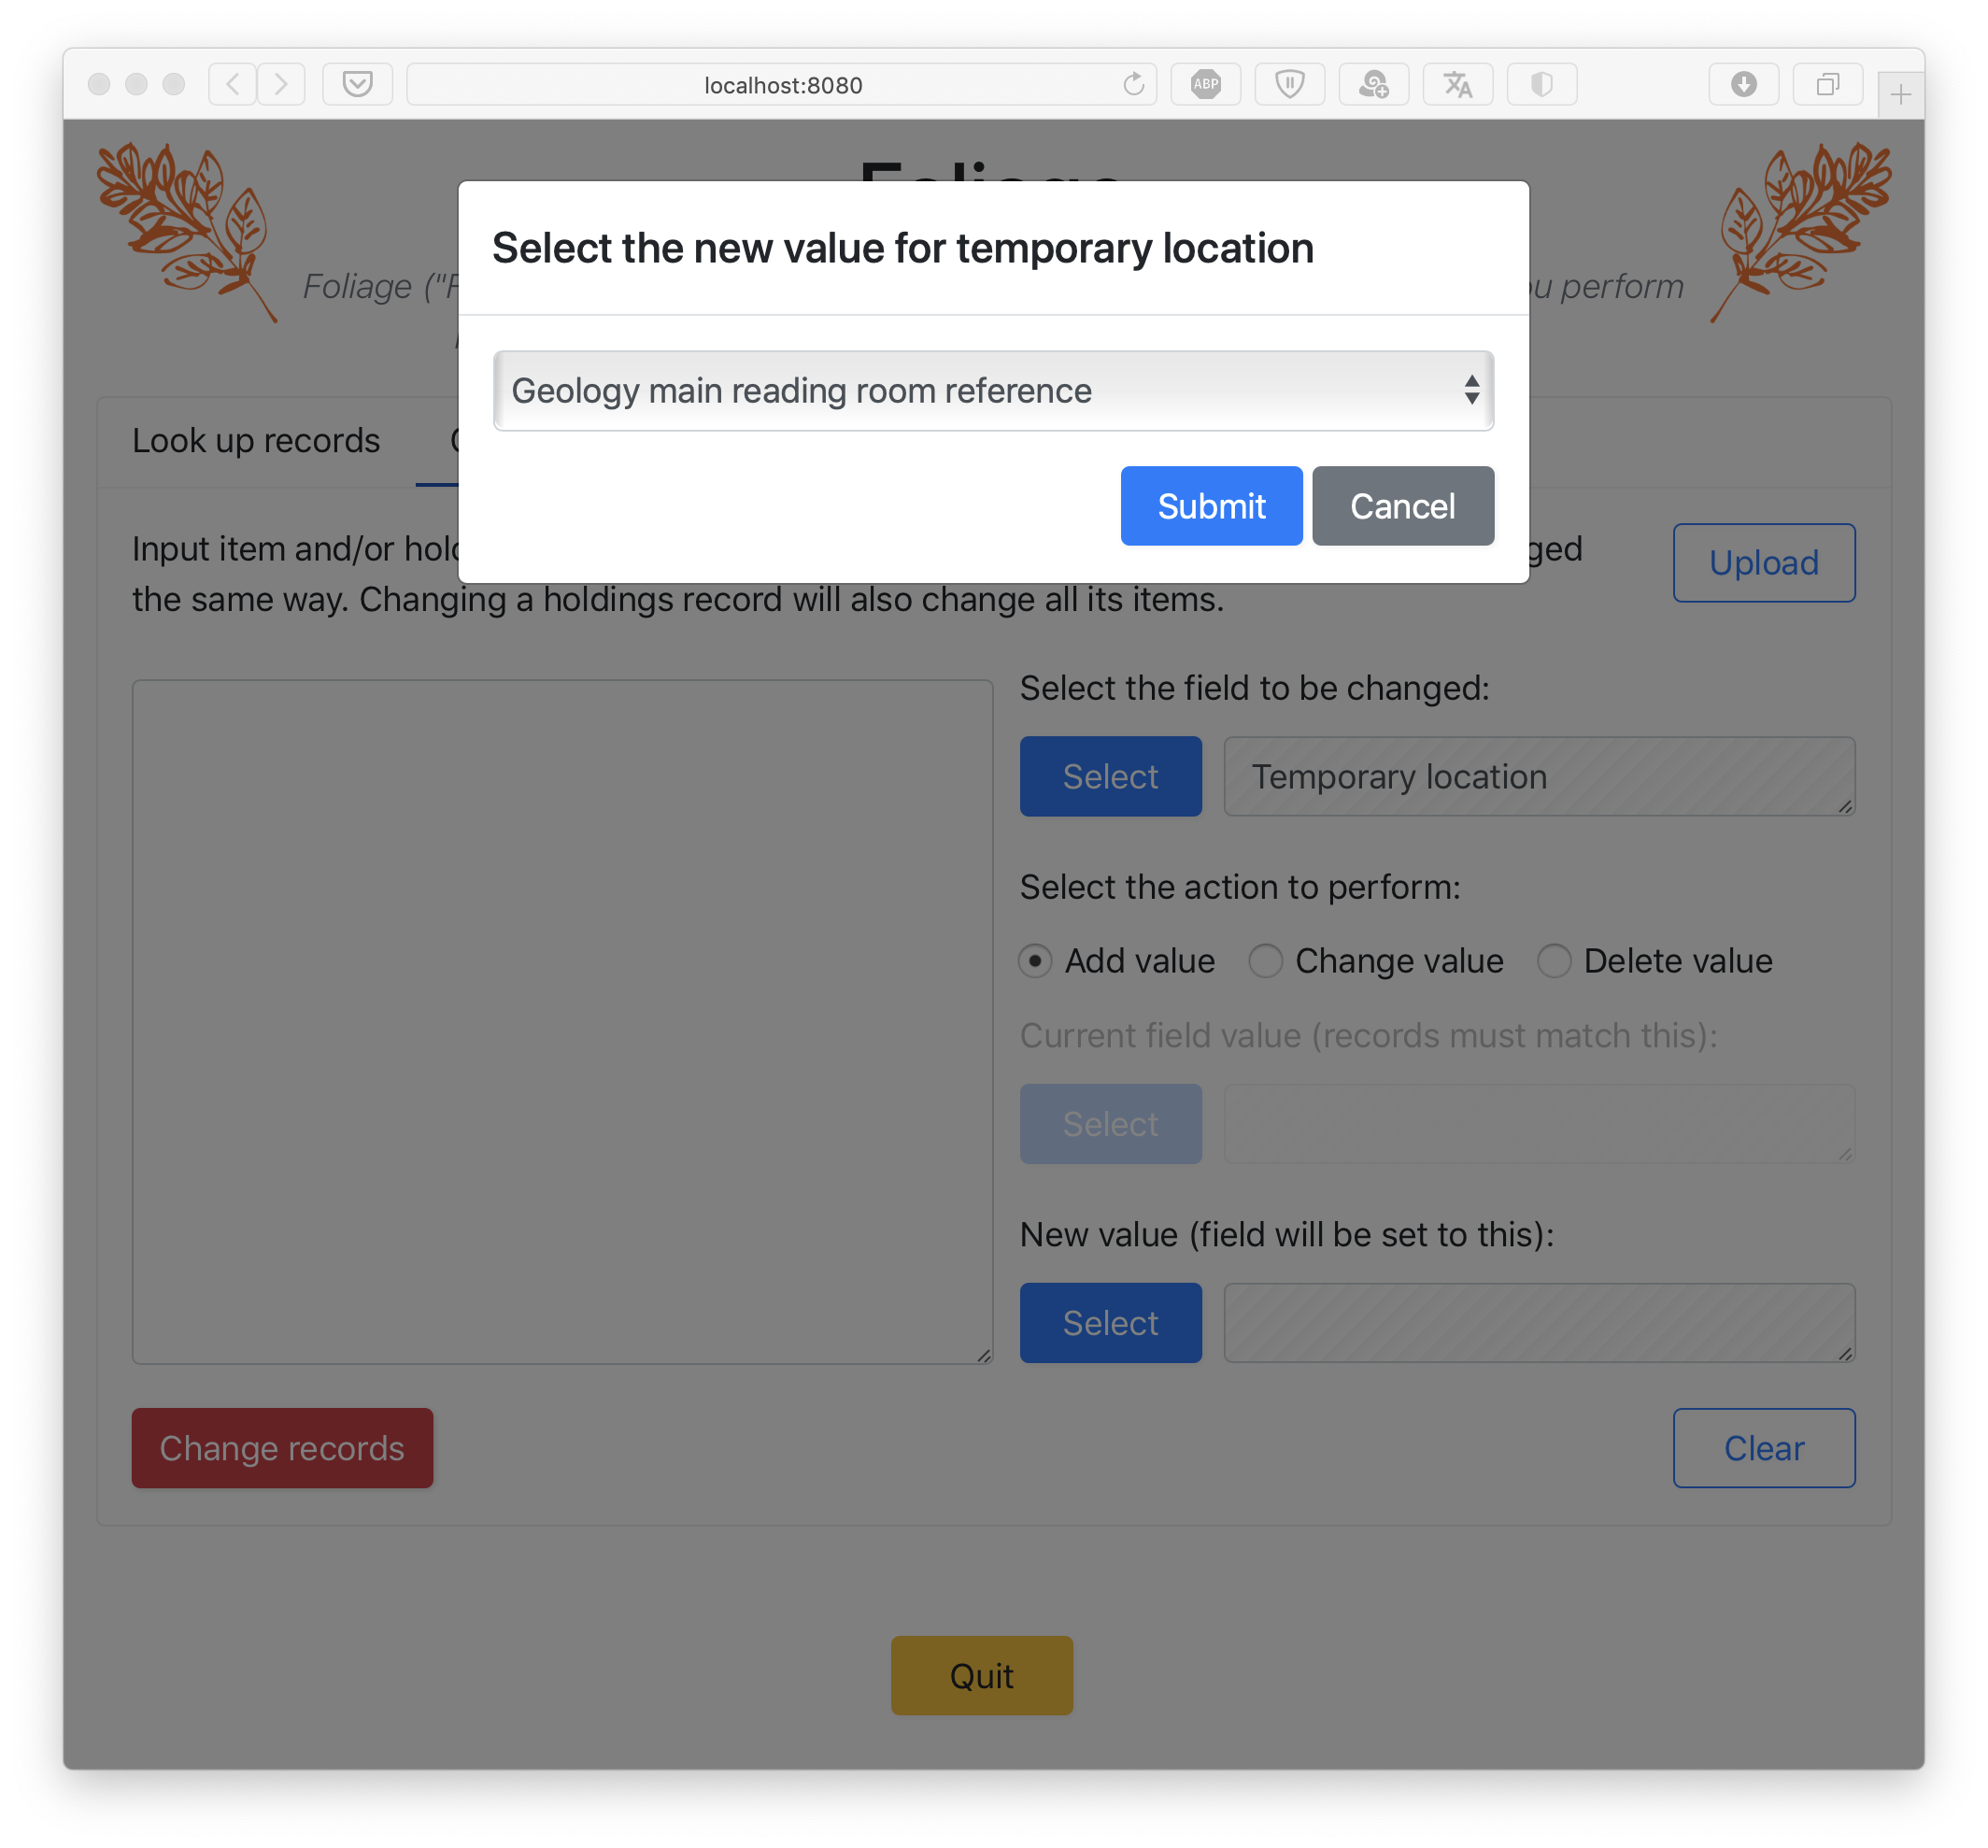 localhost:8080
ABP
Foliage
Select the new value for temporary location
Foliage ("F
ou perform
Geology main reading room reference
Look up records
Submit
Cancel
Input item and/or hold
ged
Upload
the same way. Changing a holdings record will also change all its items.
Select the field to be changed:
Select
Temporary location
Select the action to perform:
Add value
Change value
Delete value
Current field value (records must match this):
Select
New value (field will be set to this):
Select
Change records
Clear
Quit